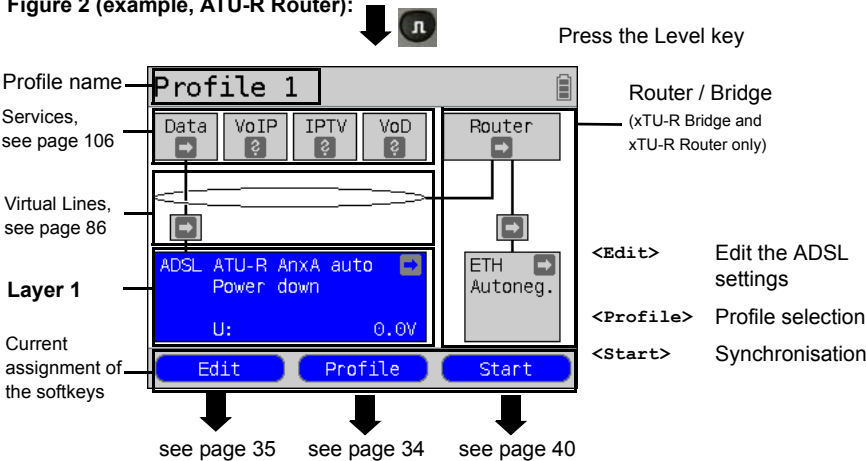 Figure 2 (example, ATU-R Router):
Press the Level key
Profile name
Profile 1
Router / Bridge
(xTU-R Bridge and
xTU-R Router only)
Services,
see page 106
Data
VoIP
IPTV
VoD
Router
?
?
?
Virtual Lines,
see page 86
Layer 1
ADSL ATU-R AnxA auto
Power down
U: 0.0V
ETH
Autoneg.
<Edit> Edit the ADSL
settings
<Profile> Profile selection
<Start> Synchronisation
Current
assignment of
the softkeys
Edit
Profile
Start
see page 35
see page 34
see page 40